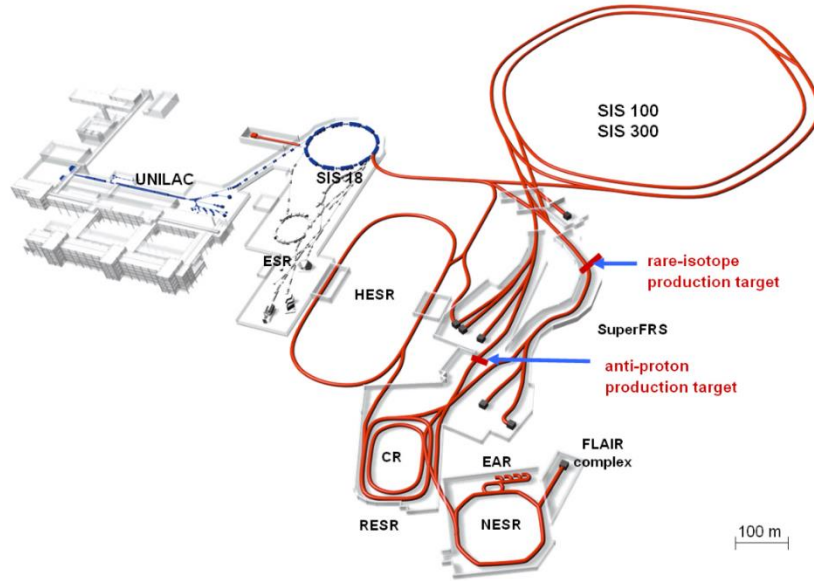 SIS 100
SIS 300
UNILAC
SIS 18
ESR
HESR
rare-isotope
production target
SuperFRS
anti-proton
production target
CR
EAR
FLAIR
complex
RESR
NESR
100 m